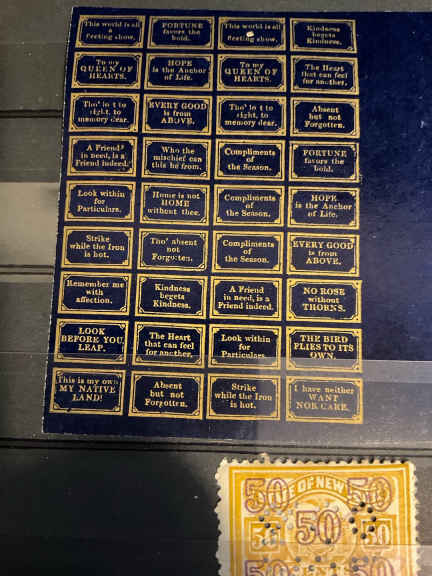 This world is all
a
fleeting show.
FORTUNE
favors the
bold.
This world is all
a
fleeting show.
Kindness
begets
Kindness.
To my
QUEEN OF
HEARTS.
HOPE
is the Anchor
of Life.
To my
QUEEN OF
HEARTS.
The Heart
that can feel
for another.
Tho' lost to
sight, to
memory dear.
EVERY GOOD
is from
ABOVE.
Tho' lost to
sight, to
memory dear.
Absent
but not
Forgotten.
A Friend
in need, is a
Friend indeed.
Who the
mischief can
this be from.
Compliments
of the
Season.
FORTUNE
favors the
bold.
Look within
for
Particulars.
Home is not
HOME
without thee.
Compliments
of the
Season.
HOPE
is the Anchor
of Life.
Strike
while the Iron
is hot.
Tho' absent
not
Forgotten.
Compliments
of the
Season.
EVERY GOOD
is from
ABOVE.
Remember me
with
affection.
Kindness
begets
Kindness.
A Friend
in need, is a
Friend indeed.
NO ROSE
without
THORNS.
LOOK
BEFORE YOU
LEAP.
The Heart
that can feel
for another.
Look within
for
Particulars.
THE BIRD
FLIES TO ITS
OWN.
This is my own
MY NATIVE
LAND!
Absent
but not
Forgotten.
Strike
while the Iron
is hot.
I have neither
WANT
NOR CARE.
50 E OF NEW 50
50 50 50
50 50